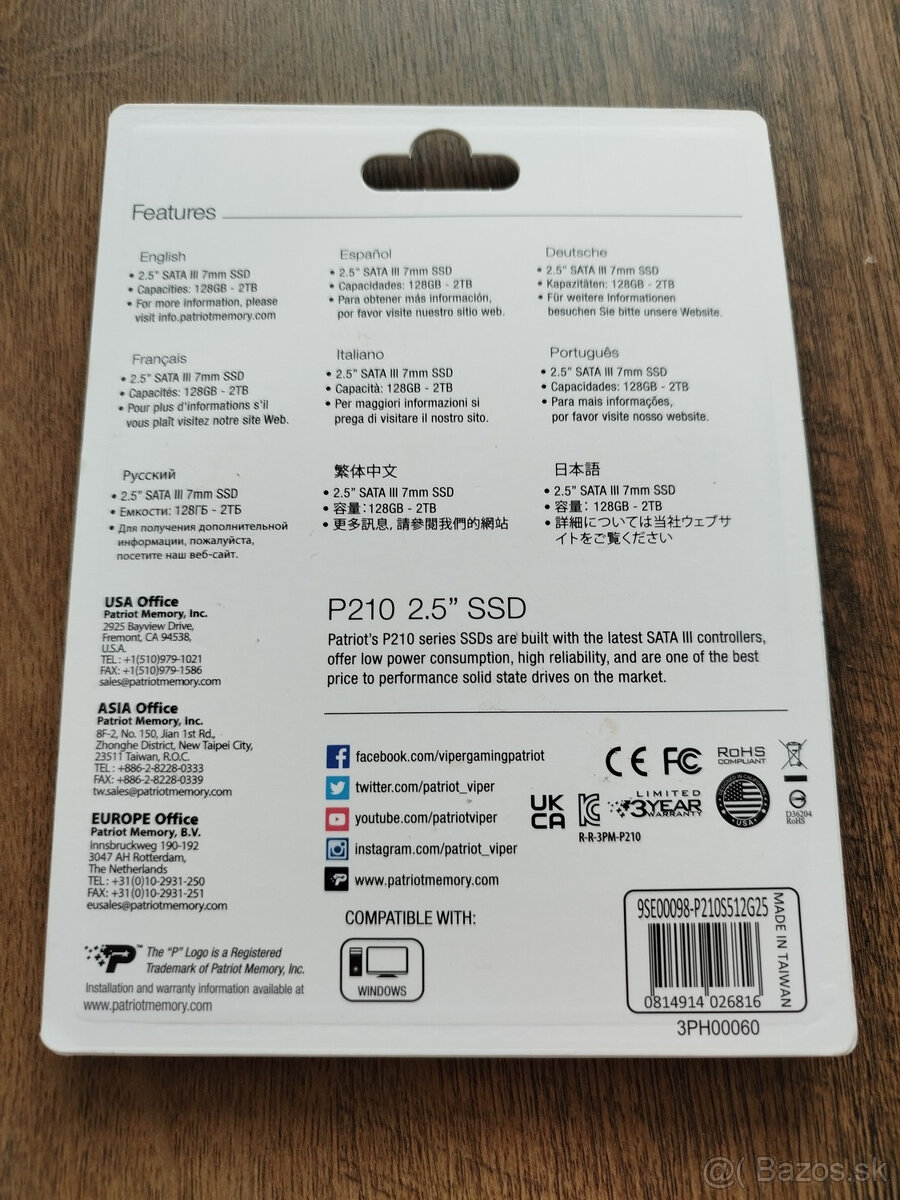 Features
English
• 2.5” SATA III 7mm SSD
• Capacities: 128GB - 2TB
• For more information, please
visit info.patriotmemory.com
Español
• 2.5” SATA III 7mm SSD
• Capacidades: 128GB - 2TB
• Para obtener más información,
por favor visite nuestro sitio web.
Deutsche
• 2.5” SATA III 7mm SSD
• Kapazitäten: 128GB - 2TB
• Für weitere Informationen
besuchen Sie bitte unsere Website.
Français
• 2.5” SATA III 7mm SSD
• Capacités: 128GB - 2TB
• Pour plus d'informations s'il
vous plaît visitez notre site Web.
Italiano
• 2.5” SATA III 7mm SSD
• Capacità: 128GB - 2TB
• Per maggiori informazioni si
prega di visitare il nostro sito.
Português
• 2.5” SATA III 7mm SSD
• Capacidades: 128GB - 2TB
• Para mais informações,
por favor visite nosso website.
Русский
• 2.5” SATA III 7mm SSD
• Емкости: 128ГБ - 2ТБ
• Для получения дополнительной
информации, пожалуйста,
посетите наш веб-сайт.
繁体中文
• 2.5” SATA III 7mm SSD
• 容量：128GB - 2TB
• 更多訊息, 請參閱我們的網站
日本語
• 2.5” SATA III 7mm SSD
• 容量： 128GB - 2TB
• 詳細については当社ウェブサ
イトをご覧ください
USA Office
Patriot Memory, Inc.
2925 Bayview Drive,
Fremont, CA 94538,
U.S.A.
TEL : +1(510)979-1021
FAX: +1(510)979-1586
sales@patriotmemory.com
ASIA Office
Patriot Memory, Inc.
8F-2, No. 150, Jian 1st Rd.,
Zhonghe District, New Taipei City,
23511 Taiwan, R.O.C.
TEL : +886-2-8228-0333
FAX: +886-2-8228-0339
tw.sales@patriotmemory.com
EUROPE Office
Patriot Memory, B.V.
Innsbruckweg 190-192
3047 AH Rotterdam,
The Netherlands
TEL : +31(0)10-2931-250
FAX: +31(0)10-2931-251
eusales@patriotmemory.com
P™ The “P” Logo is a Registered
Trademark of Patriot Memory, Inc.
Installation and warranty information available at
www.patriotmemory.com
P210 2.5” SSD
Patriot's P210 series SSDs are built with the latest SATA III controllers,
offer low power consumption, high reliability, and are one of the best
price to performance solid state drives on the market.
facebook.com/vipergamingpatriot
twitter.com/patriot_viper
youtube.com/patriotviper
instagram.com/patriot_viper
www.patriotmemory.com
CE FC RoHS
COMPLIANT
UK
CA
R-R-3PM-P210
LIMITED
3YEAR
WARRANTY
DESIGNED IN CALIFORNIA
USA
D36204
RoHS
COMPATIBLE WITH:
WINDOWS
9SE00098-P210S512G25
0814914 026816
MADE IN TAIWAN
3PH00060
@( Bazos.sk